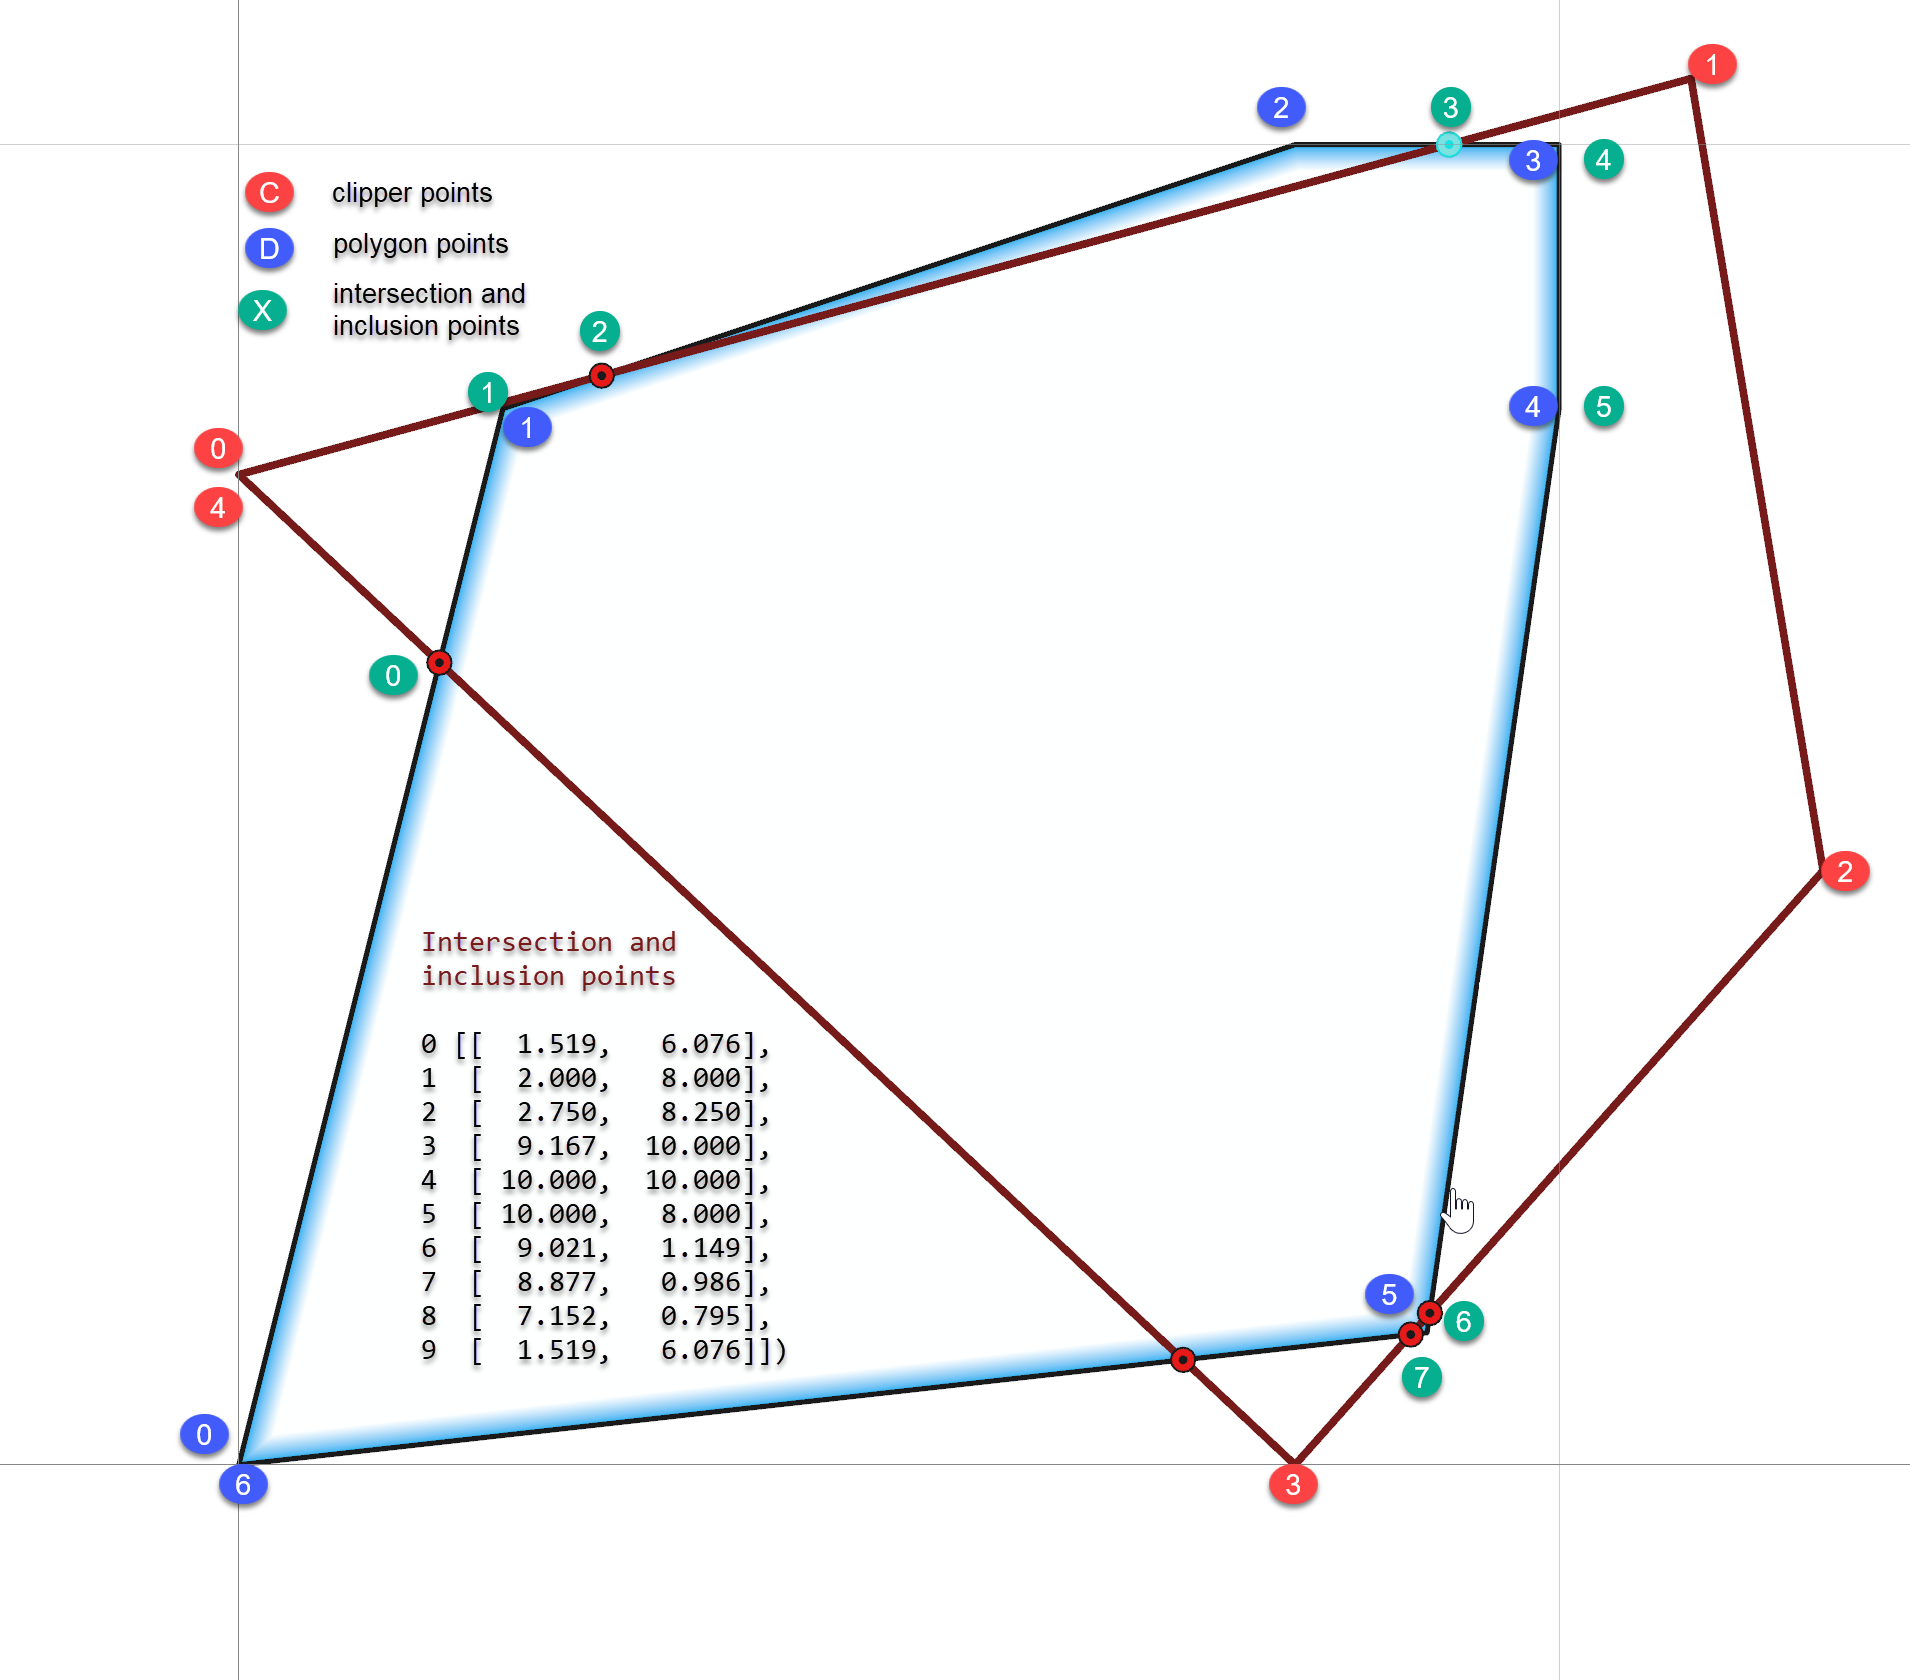 1
2
3
3
4
C clipper points
D polygon points
X intersection and
inclusion points
2
1
1
4
5
0
4
0
2
Intersection and
inclusion points
0 [[ 1.519, 6.076],
1 [ 2.000, 8.000],
2 [ 2.750, 8.250],
3 [ 9.167, 10.000],
4 [ 10.000, 10.000],
5 [ 10.000, 8.000],
6 [ 9.021, 1.149],
7 [ 8.877, 0.986],
8 [ 7.152, 0.795],
9 [ 1.519, 6.076]])
5
6
7
0
6
3